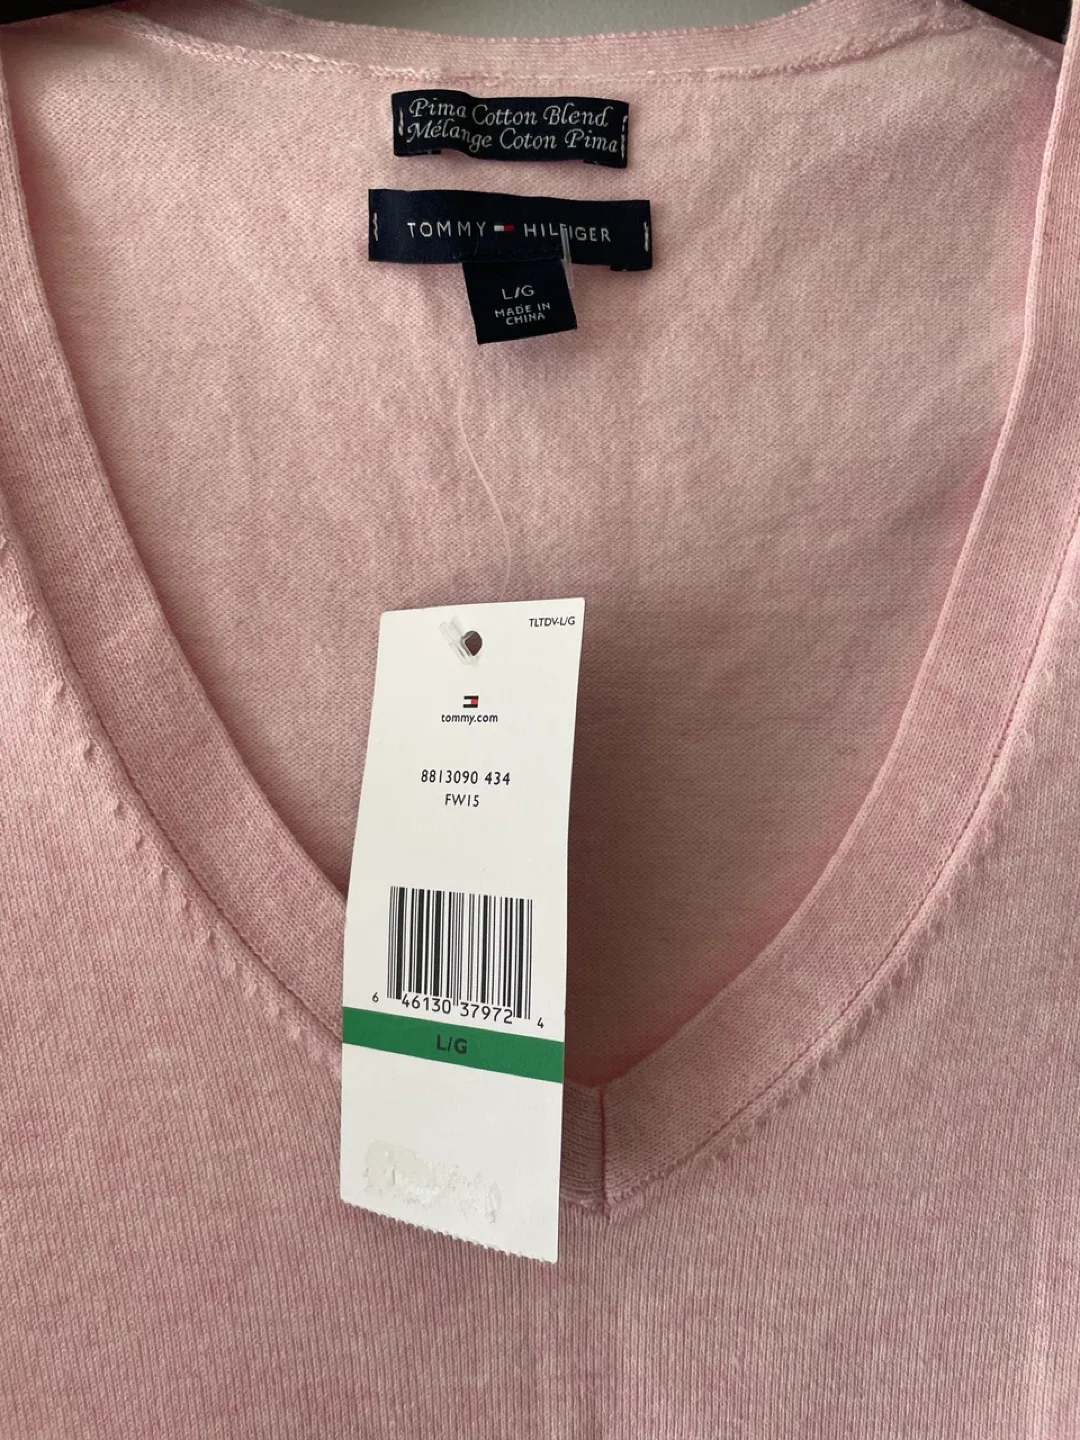 Pima Cotton Blend
Mélange Coton Pima
TOMMY HILFIGER
L/G
MADE IN
CHINA
TLTDV-L/G
tommy.com
8813090 434
FW15
6 46130 37972 4
L/G